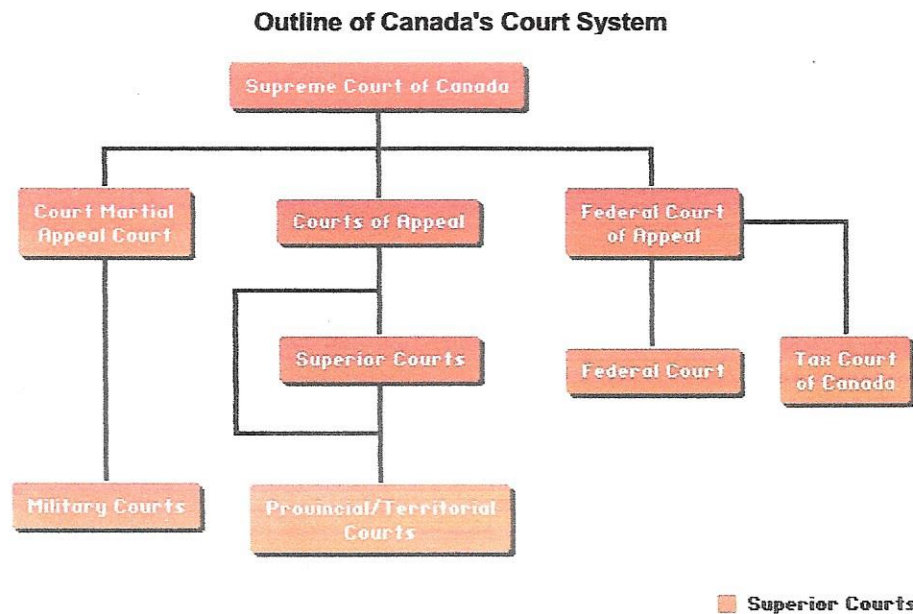 Outline of Canada's Court System
Supreme Court of Canada
Court Martial
Appeal Court
Courts of Appeal
Federal Court
of Appeal
Superior Courts
Federal Court
Tax Court
of Canada
Military Courts
Provincial/Territorial
Courts
Superior Courts